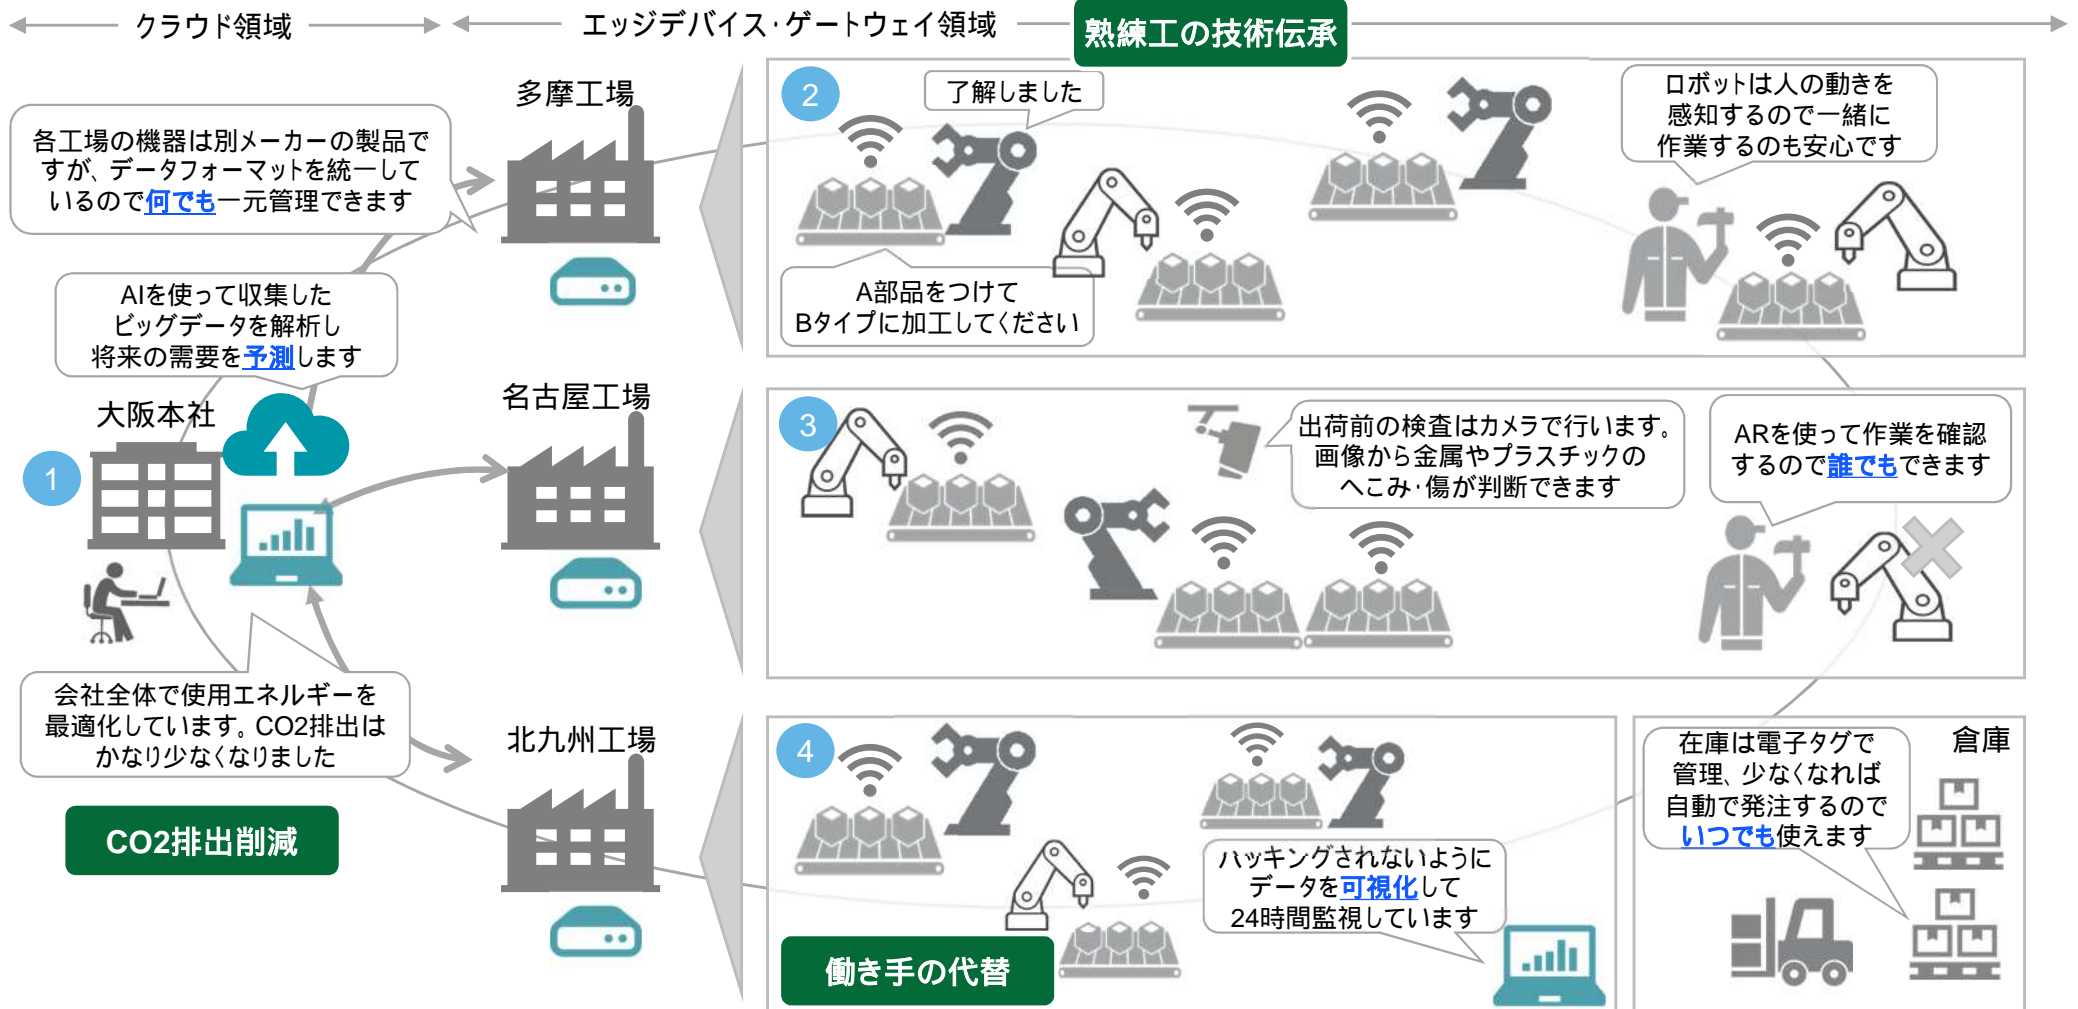 クラウド領域
エッジデバイス・ゲートウェイ領域
熟練工の技術伝承
各工場の機器は別メーカーの製品で
すが、データフォーマットを統一して
いるので何でも一元管理できます
AIを使って収集した
ビッグデータを解析し
将来の需要を予測します
大阪本社
1
会社全体で使用エネルギーを
最適化しています。CO2排出は
かなり少なくなりました
CO2排出削減
多摩工場
2
了解しました
A部品をつけて
Bタイプに加工してください
ロボットは人の動きを
感知するので一緒に
作業するのも安心です
名古屋工場
3
出荷前の検査はカメラで行います。
画像から金属やプラスチックの
へこみ・傷が判断できます
ARを使って作業を確認
するので誰でもできます
北九州工場
4
ハッキングされないように
データを可視化して
24時間監視しています
働き手の代替
在庫は電子タグで
管理、少なくなれば
自動で発注するので
いつでも使えます
倉庫